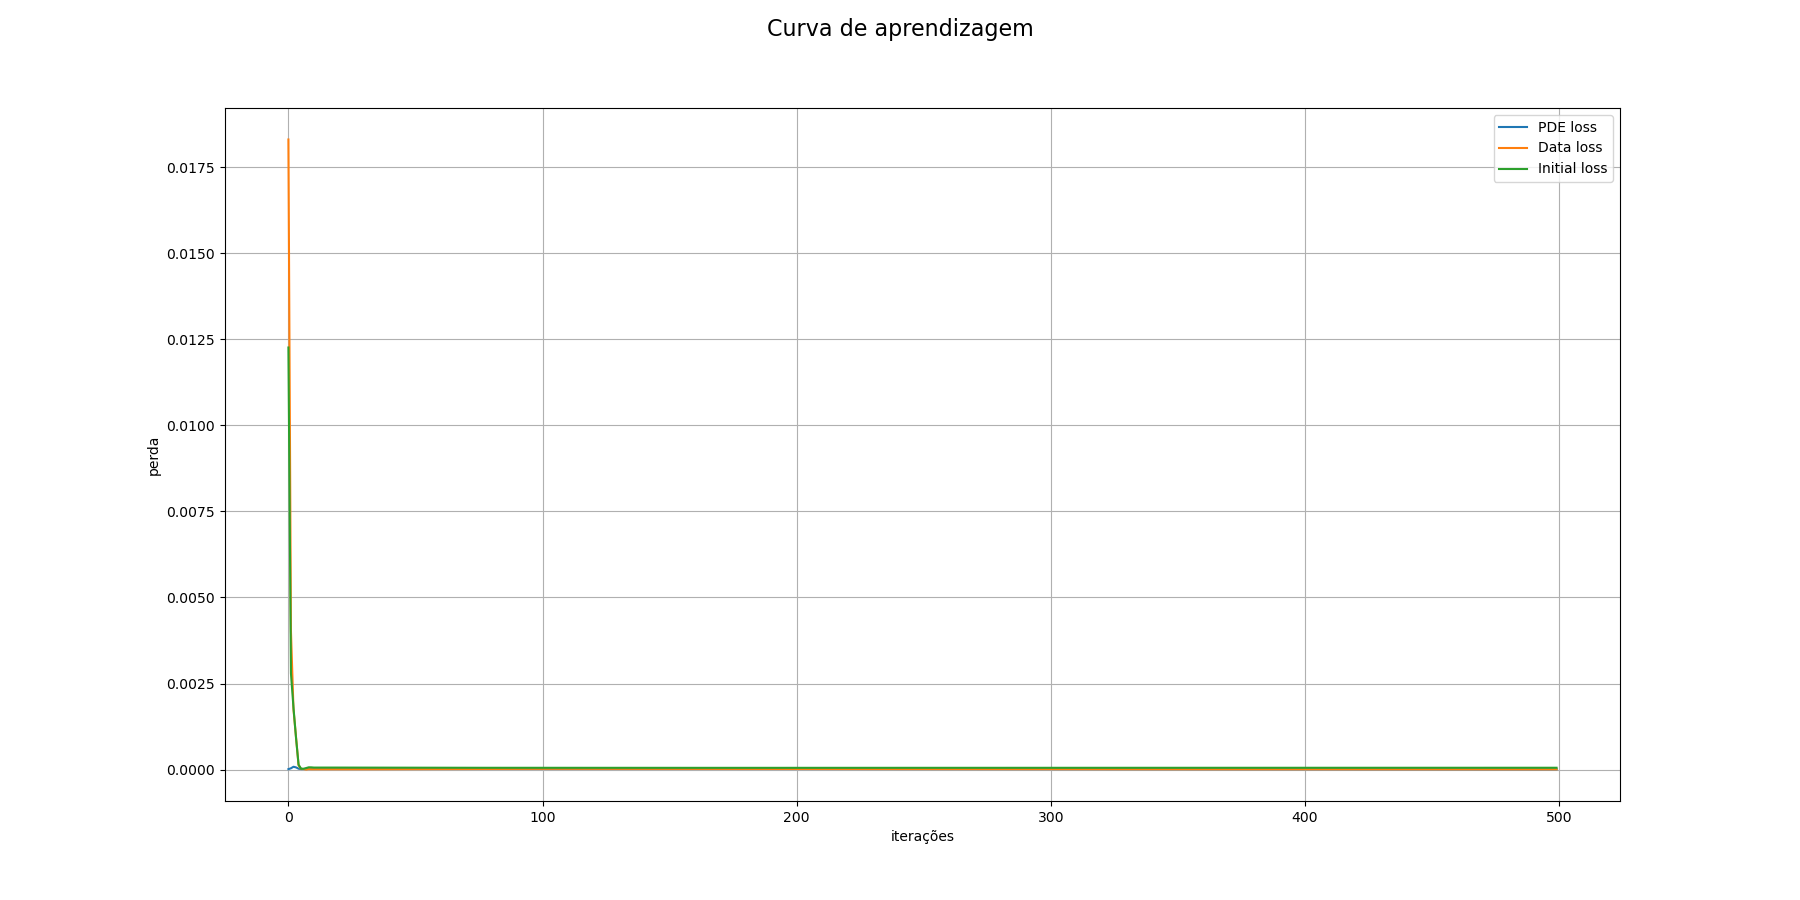 Curva de aprendizagem
PDE loss
Data loss
Initial loss
0.0175
0.0150
0.0125
0.0100
0.0075
0.0050
0.0025
0.0000
perda
0 100 200 300 400 500
iterações